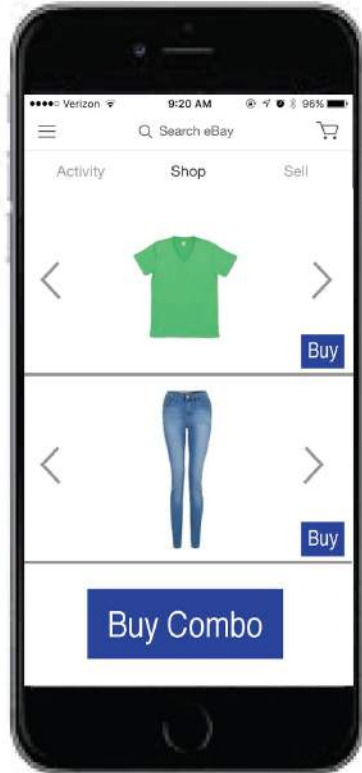 Verizon 9:20 AM 96%
Search eBay
Activity Shop Sell
Buy
Buy
Buy Combo